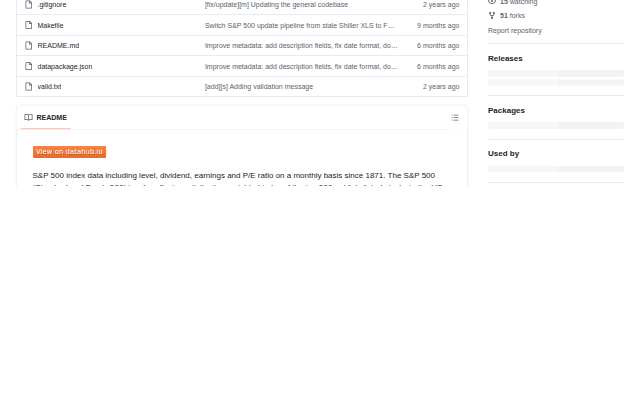 .gitignore [fix/update][m] Updating the general codebase 2 years ago
Makefile Switch S&P 500 update pipeline from stale Shiller XLS to F… 9 months ago
README.md Improve metadata: add description fields, fix date format, do… 6 months ago
datapackage.json Improve metadata: add description fields, fix date format, do… 6 months ago
valid.txt [add][s] Adding validation message 2 years ago
README
View on datahub.io
S&P 500 index data including level, dividend, earnings and P/E ratio on a monthly basis since 1871. The S&P 500
15 watching
51 forks
Report repository
Releases
Packages
Used by